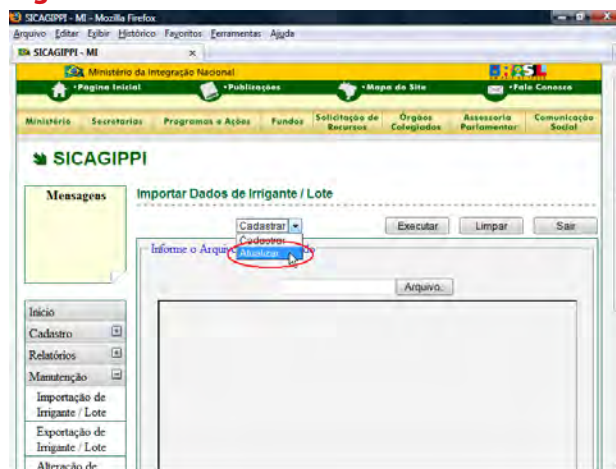 SICAGIPPI - MI - Mozilla Firefox
Arquivo Editar Exibir Histórico Favoritos Ferramentas Ajuda
SICAGIPPI - MI ×
Ministério da Integração Nacional
Página Inicial Publicações Mapa do Site Fale Conosco
Ministério Secretarias Programas e Ações Fundos Solicitação de Recursos Órgãos Colegiados Assessoria Parlamentar Comunicação Social
SICAGIPPI
Mensagens
Importar Dados de Irrigante / Lote
Cadastrar Executar Limpar Sair
Cadastrar
Atualizar
Informe o Arqui
Arquivo.
Início
Cadastro
Relatórios
Manutenção
Importação de
Irrigante / Lote
Exportação de
Irrigante / Lote
Alteração de